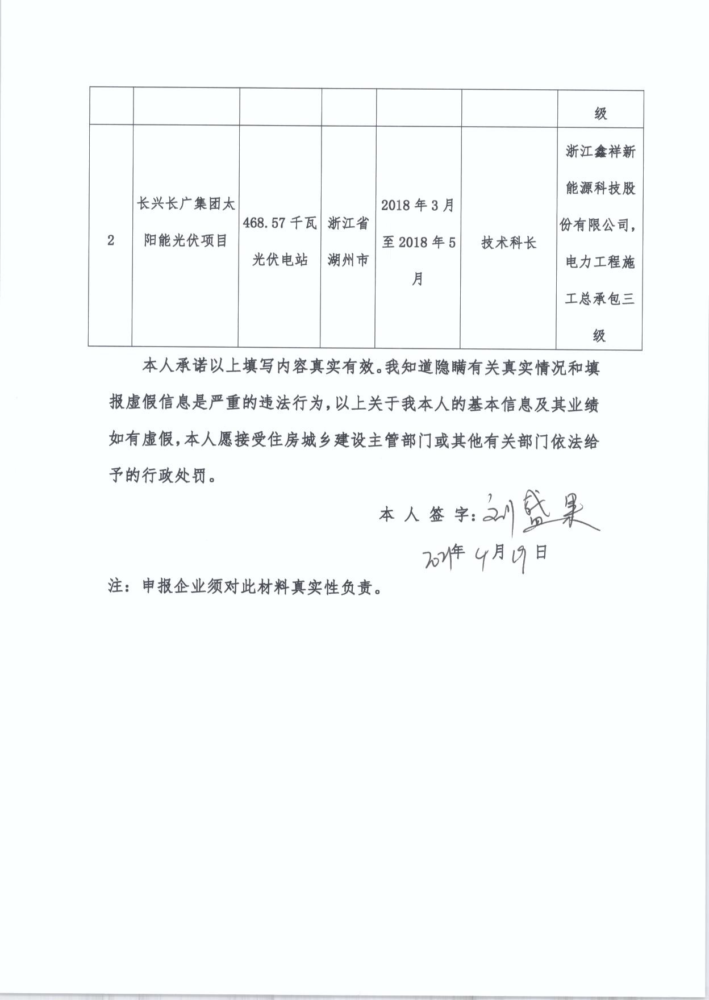 级
2
长兴长广集团太
阳能光伏项目
468.57 千瓦
光伏电站
浙江省
湖州市
2018 年 3 月
至 2018 年 5
月
技术科长
浙江鑫祥新
能源科技股
份有限公司,
电力工程施
工总承包三
级
本人承诺以上填写内容真实有效。我知道隐瞒有关真实情况和填
报虚假信息是严重的违法行为,以上关于我本人的基本信息及其业绩
如有虚假,本人愿接受住房城乡建设主管部门或其他有关部门依法给
予的行政处罚。
本 人 签 字: 刘盛果
2021年 4 月 19 日
注: 申报企业须对此材料真实性负责。